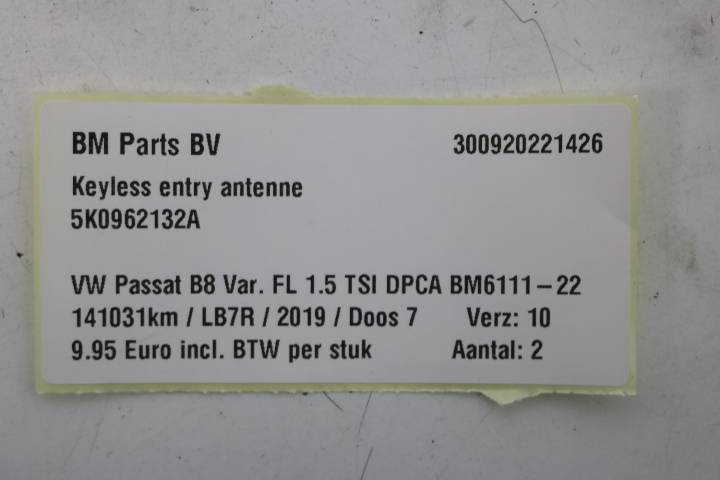 BM Parts BV 300920221426
Keyless entry antenne
5K0962132A
VW Passat B8 Var. FL 1.5 TSI DPCA BM6111-22
141031km / LB7R / 2019 / Doos 7 Verz: 10
9.95 Euro incl. BTW per stuk Aantal: 2